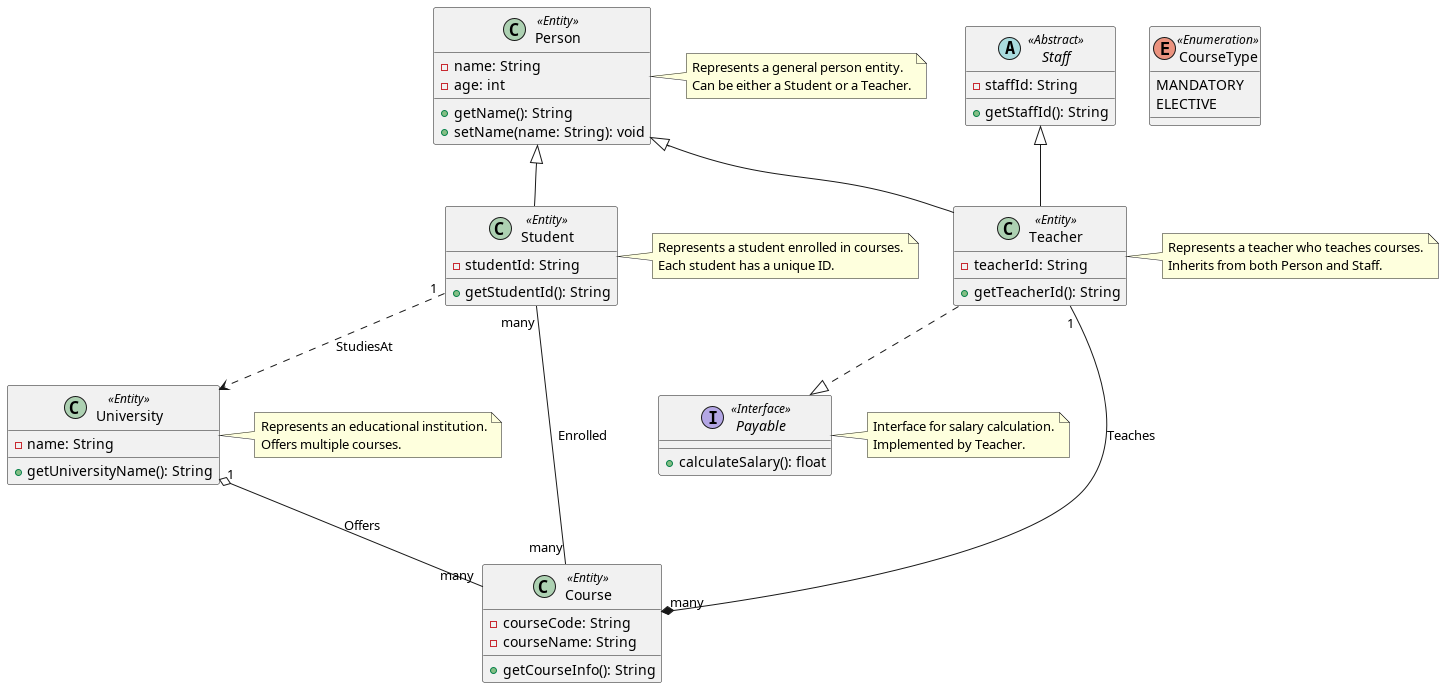 «Entity»
C Person
name: String
age: int
getName(): String
setName(name: String): void
Represents a general person entity.
Can be either a Student or a Teacher.
«Abstract»
A Staff
staffId: String
getStaffId(): String
«Enumeration»
E CourseType
MANDATORY
ELECTIVE
«Entity»
C Student
studentId: String
getStudentId(): String
Represents a student enrolled in courses.
Each student has a unique ID.
«Entity»
C Teacher
teacherId: String
getTeacherId(): String
Represents a teacher who teaches courses.
Inherits from both Person and Staff.
1
many
1
StudiesAt
«Entity»
C University
name: String
getUniversityName(): String
Represents an educational institution.
Offers multiple courses.
«Interface»
I Payable
calculateSalary(): float
Interface for salary calculation.
Implemented by Teacher.
Enrolled
Teaches
1
Offers
many
many
many
«Entity»
C Course
courseCode: String
courseName: String
getCourseInfo(): String